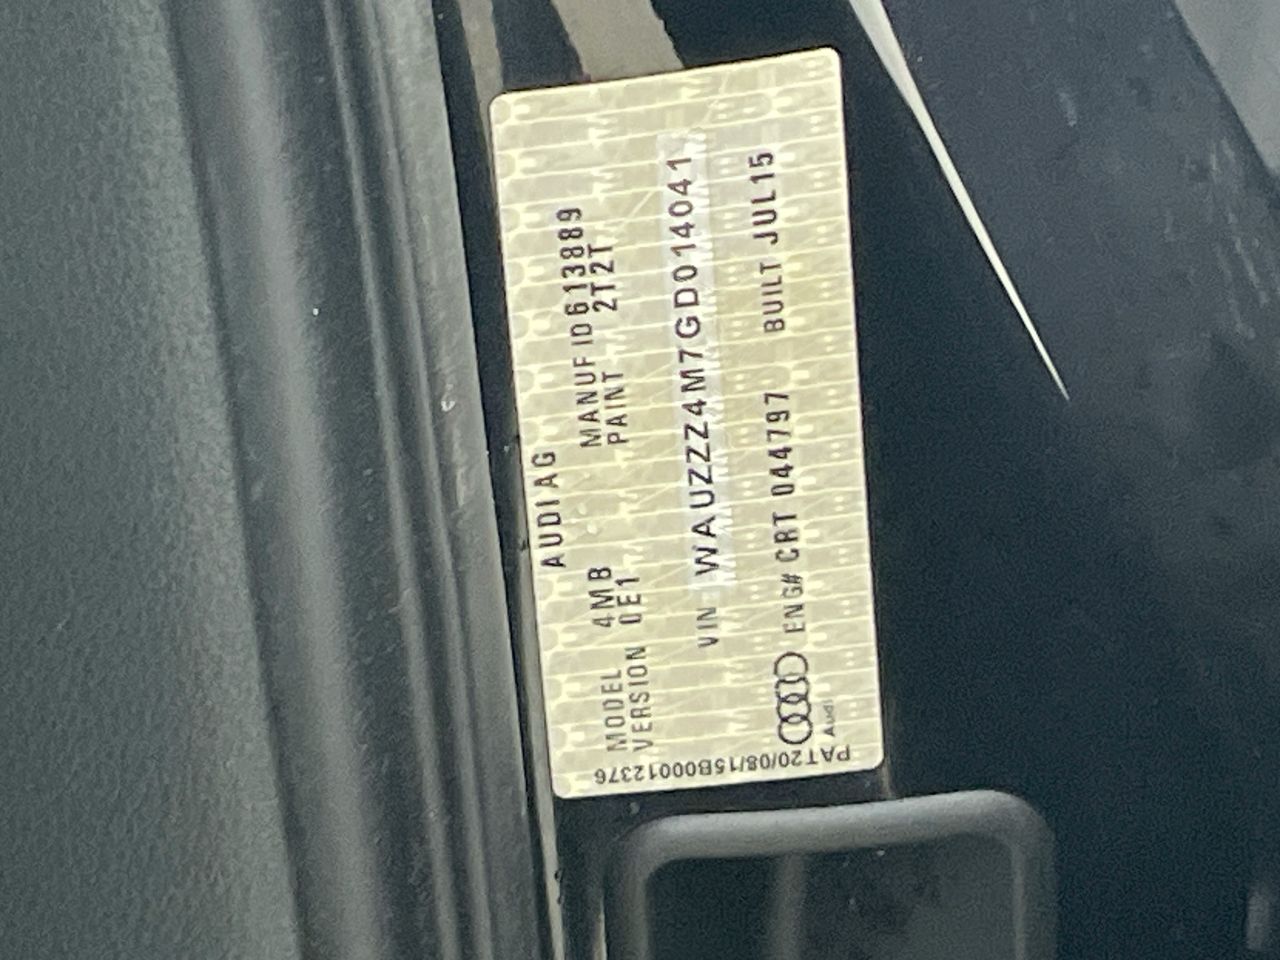 AUDI AG
MODEL 4MB MANUF ID 613889
VERSION 0E1 PAINT 2T2T
VIN WAUZZZ4M7GD014041
Audi ENG# CRT 044797 BUILT JUL15
PAT20/08/15B00012376